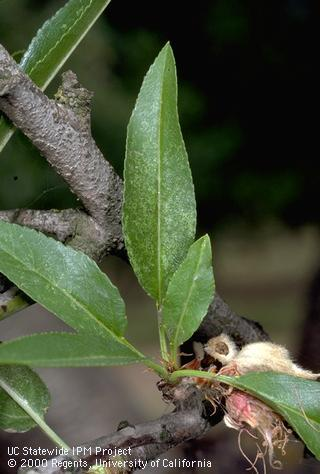 UC Statewide IPM Project
© 2000 Regents, University of California